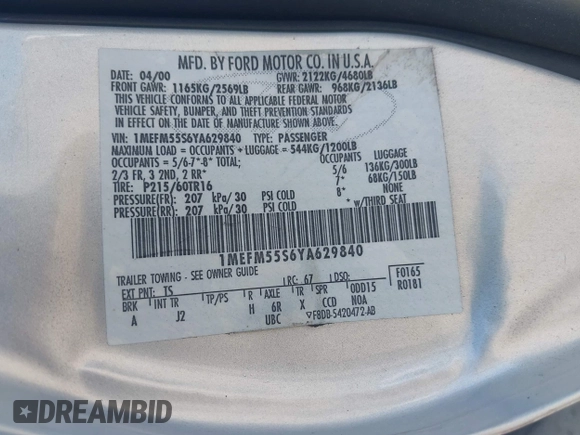 MFD. BY FORD MOTOR CO. IN U.S.A.
DATE: 04/00 GVWR: 2122KG/4680LB
FRONT GAWR: 1165KG/2569LB REAR GAWR: 968KG/2136LB
THIS VEHICLE CONFORMS TO ALL APPLICABLE FEDERAL MOTOR
VEHICLE SAFETY, BUMPER, AND THEFT PREVENTION STANDARDS
IN EFFECT ON THE DATE OF MANUFACTURE SHOWN ABOVE.
VIN: 1MEFM55S6YA629840 TYPE: PASSENGER
MAXIMUM LOAD = OCCUPANTS + LUGGAGE = 544KG/1200LB
OCCUPANTS = 5/6-7*-8* TOTAL; OCCUPANTS LUGGAGE
2/3 FR, 3 2ND, 2 RR* 5/6 136KG/300LB
TIRE: P215/60TR16 7* 68KG/150LB
PRESSURE(FR): 207 kPa/ 30 PSI COLD 8* NONE
PRESSURE(RR): 207 kPa/ 30 PSI COLD * W/THIRD SEAT
1MEFM55S6YA629840
TRAILER TOWING - SEE OWNER GUIDE
EXT PNT: TS RC: 67 DSO: F0165
BRK INT TR TP/PS R AXLE TR SPR ODD15 R0181
A J2 H 6R X CCD NOA
UBC F8DB-5420472-AB
DREAMBID